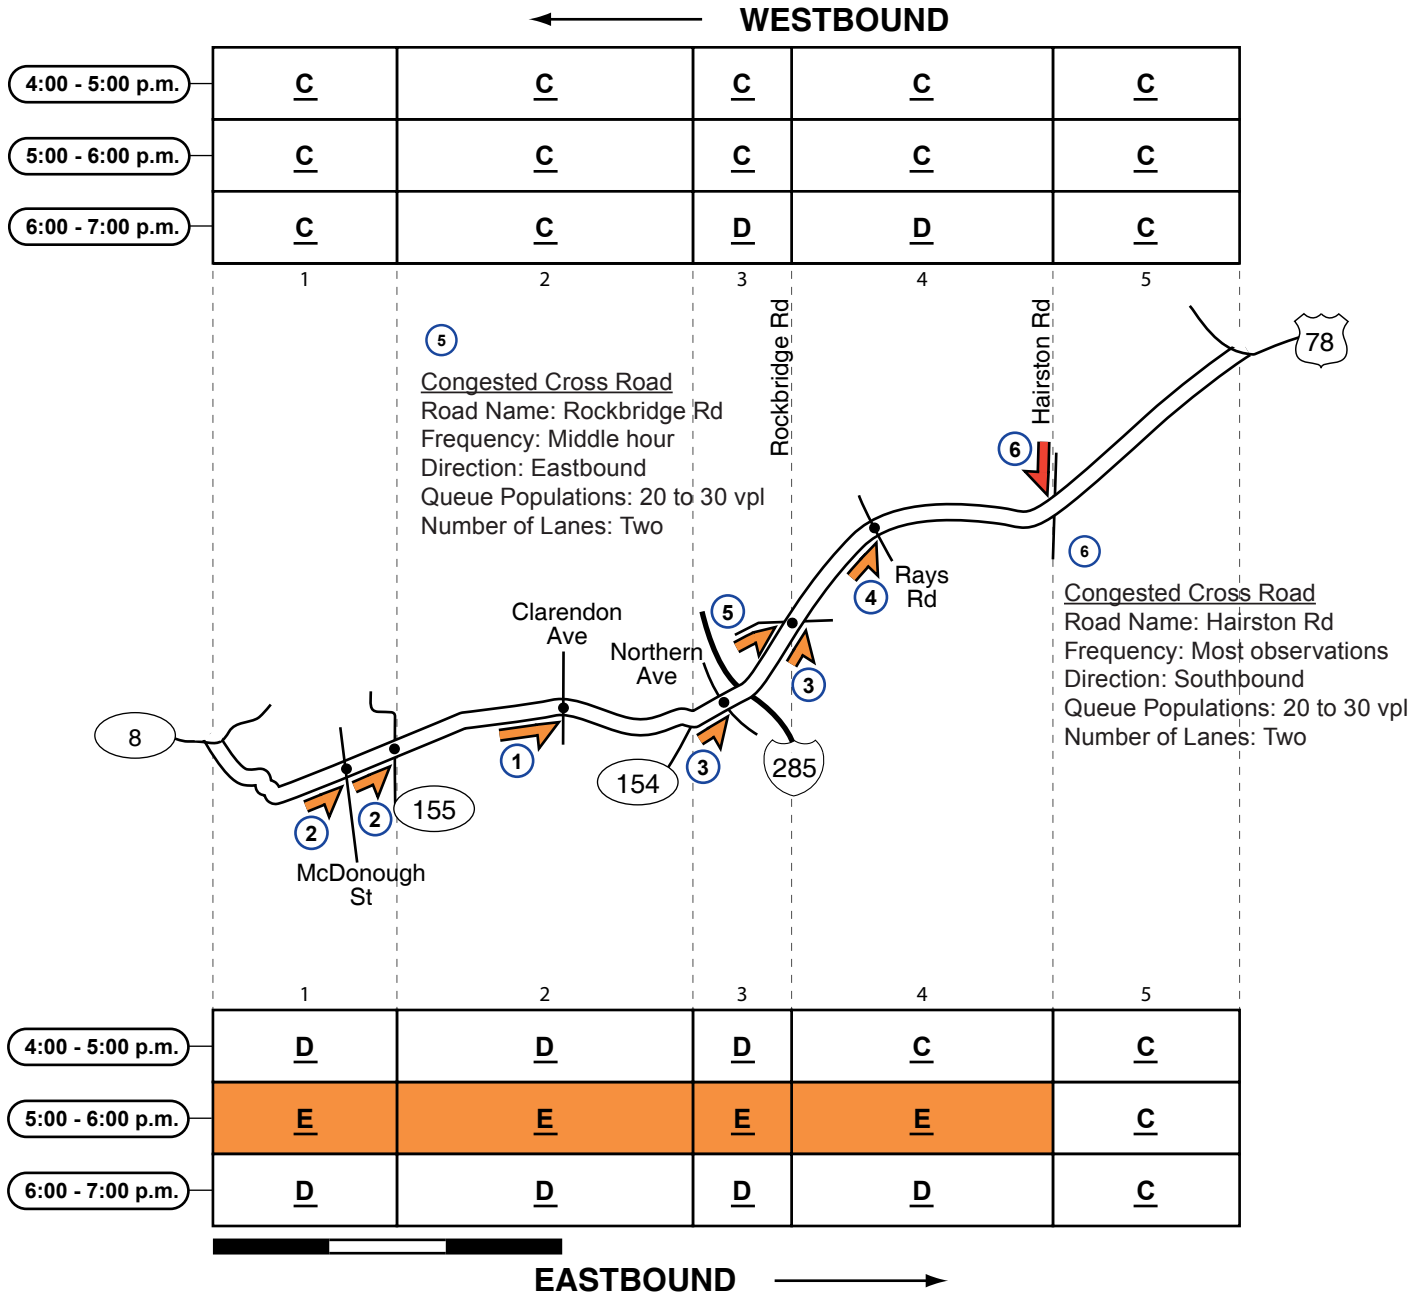 WESTBOUND
4:00 - 5:00 p.m. C C C C C
5:00 - 6:00 p.m. C C C C C
6:00 - 7:00 p.m. C C D D C
1 2 3 4 5
Rockbridge Rd
Hairston Rd
78
5
Congested Cross Road
Road Name: Rockbridge Rd
Frequency: Middle hour
Direction: Eastbound
Queue Populations: 20 to 30 vpl
Number of Lanes: Two
6
6
Congested Cross Road
Road Name: Hairston Rd
Frequency: Most observations
Direction: Southbound
Queue Populations: 20 to 30 vpl
Number of Lanes: Two
Rays
Rd
4
5
Clarendon
Ave
Northern
Ave
3
8
1
3
154
285
2
2
155
McDonough
St
1 2 3 4 5
4:00 - 5:00 p.m. D D D C C
5:00 - 6:00 p.m. E E E E C
6:00 - 7:00 p.m. D D D D C
EASTBOUND